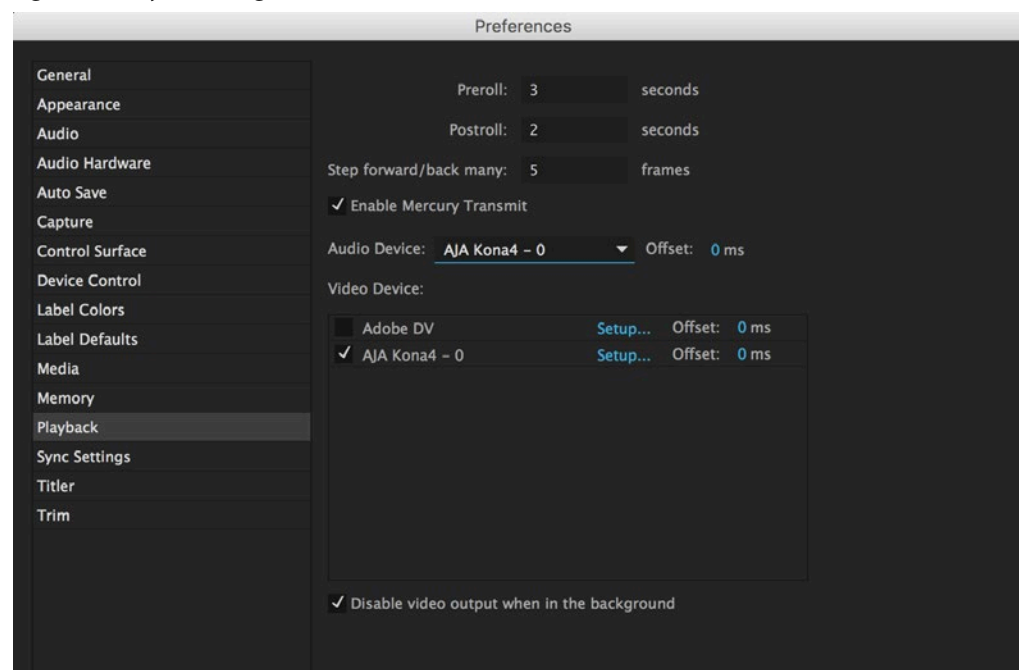 Preferences
General
Appearance
Audio
Audio Hardware
Auto Save
Capture
Control Surface
Device Control
Label Colors
Label Defaults
Media
Memory
Playback
Sync Settings
Titler
Trim
Preroll: 3 seconds
Postroll: 2 seconds
Step forward/back many: 5 frames
✓ Enable Mercury Transmit
Audio Device: AJA Kona4 – 0 Offset: 0 ms
Video Device:
Adobe DV Setup... Offset: 0 ms
✓ AJA Kona4 – 0 Setup... Offset: 0 ms
✓ Disable video output when in the background